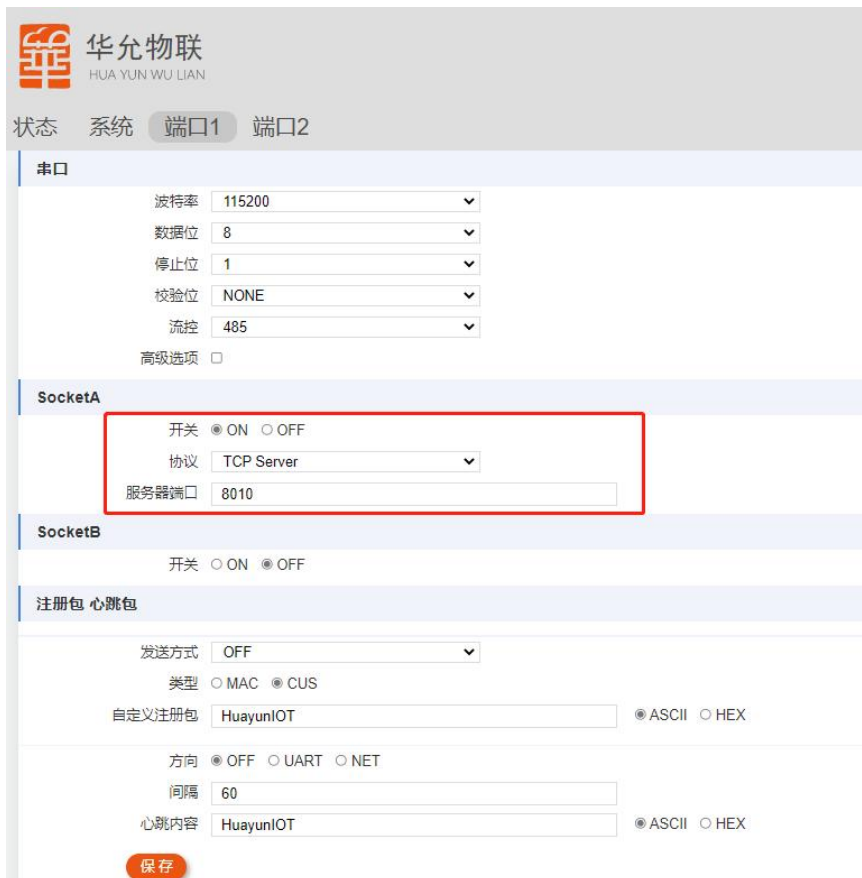 华允物联
HUA YUN WU LIAN
状态 系统 端口1 端口2
串口
波特率 115200
数据位 8
停止位 1
校验位 NONE
流控 485
高级选项
SocketA
开关 ON OFF
协议 TCP Server
服务器端口 8010
SocketB
开关 ON OFF
注册包 心跳包
发送方式 OFF
类型 MAC CUS
自定义注册包 HuayunIOT ASCII HEX
方向 OFF UART NET
间隔 60
心跳内容 HuayunIOT ASCII HEX
保存